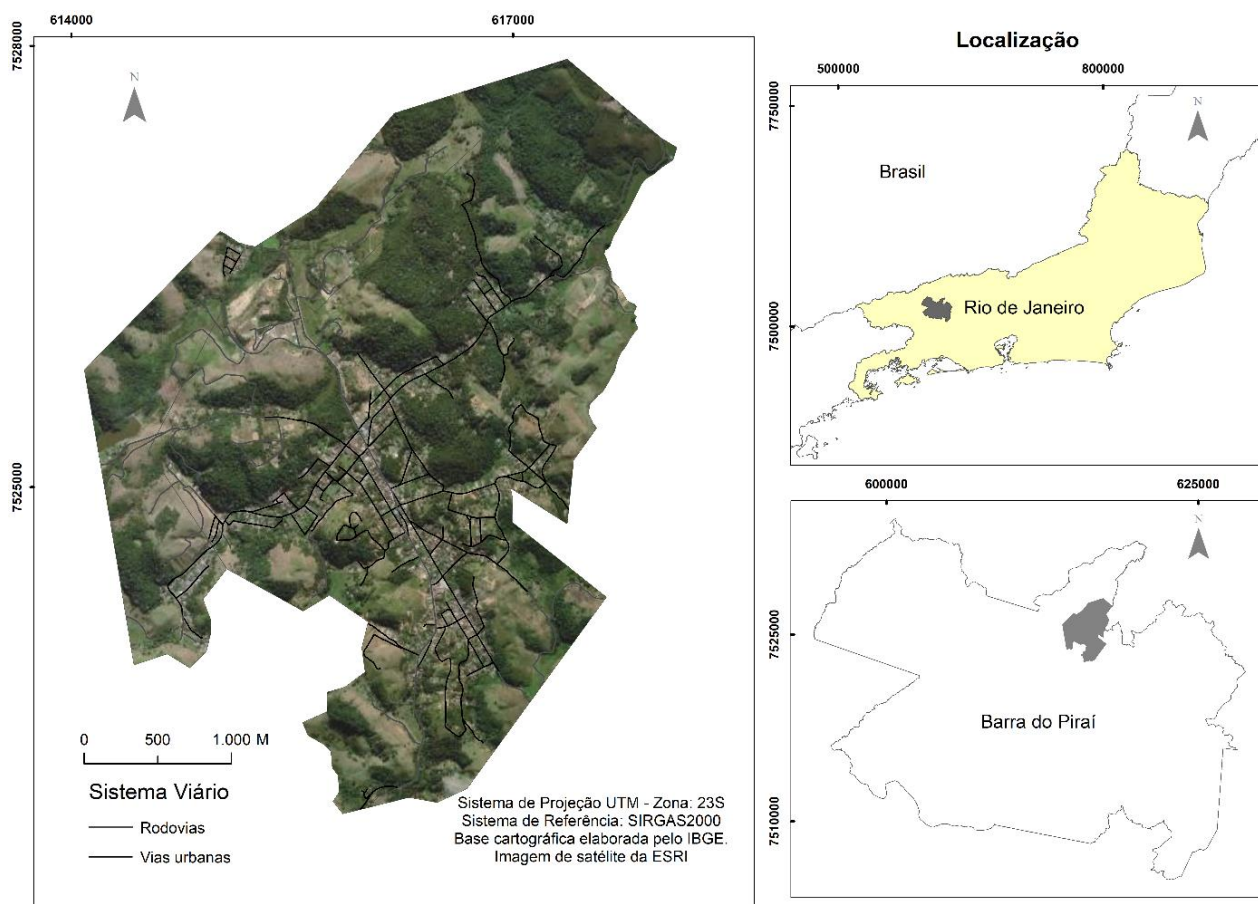 614000
617000
7528000
7525000
N
0 500 1.000 M
Sistema Viário
Rodovias
Vias urbanas
Sistema de Projeção UTM - Zona: 23S
Sistema de Referência: SIRGAS2000
Base cartográfica elaborada pelo IBGE.
Imagem de satélite da ESRI
Localização
500000
800000
7750000
7500000
N
Brasil
Rio de Janeiro
600000
625000
7525000
7510000
N
Barra do Piraí